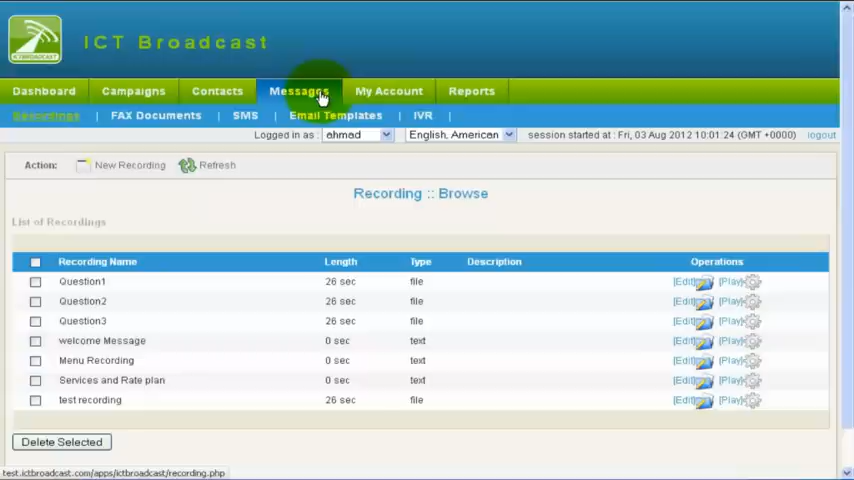 ICT Broadcast
ICTBROADCAST
Dashboard Campaigns Contacts Messages My Account Reports
Recordings | FAX Documents | SMS | Email Templates | IVR |
Logged in as : ahmad English, American session started at : Fri, 03 Aug 2012 10:01:24 (GMT +0000) logout
Action: New Recording Refresh
Recording :: Browse
List of Recordings
Recording Name Length Type Description Operations
Question1 26 sec file [Edit] [Play]
Question2 26 sec file [Edit] [Play]
Question3 26 sec file [Edit] [Play]
welcome Message 0 sec text [Edit] [Play]
Menu Recording 0 sec text [Edit] [Play]
Services and Rate plan 0 sec text [Edit] [Play]
test recording 26 sec file [Edit] [Play]
Delete Selected
test.ictbroadcast.com/apps/ictbroadcast/recording.php